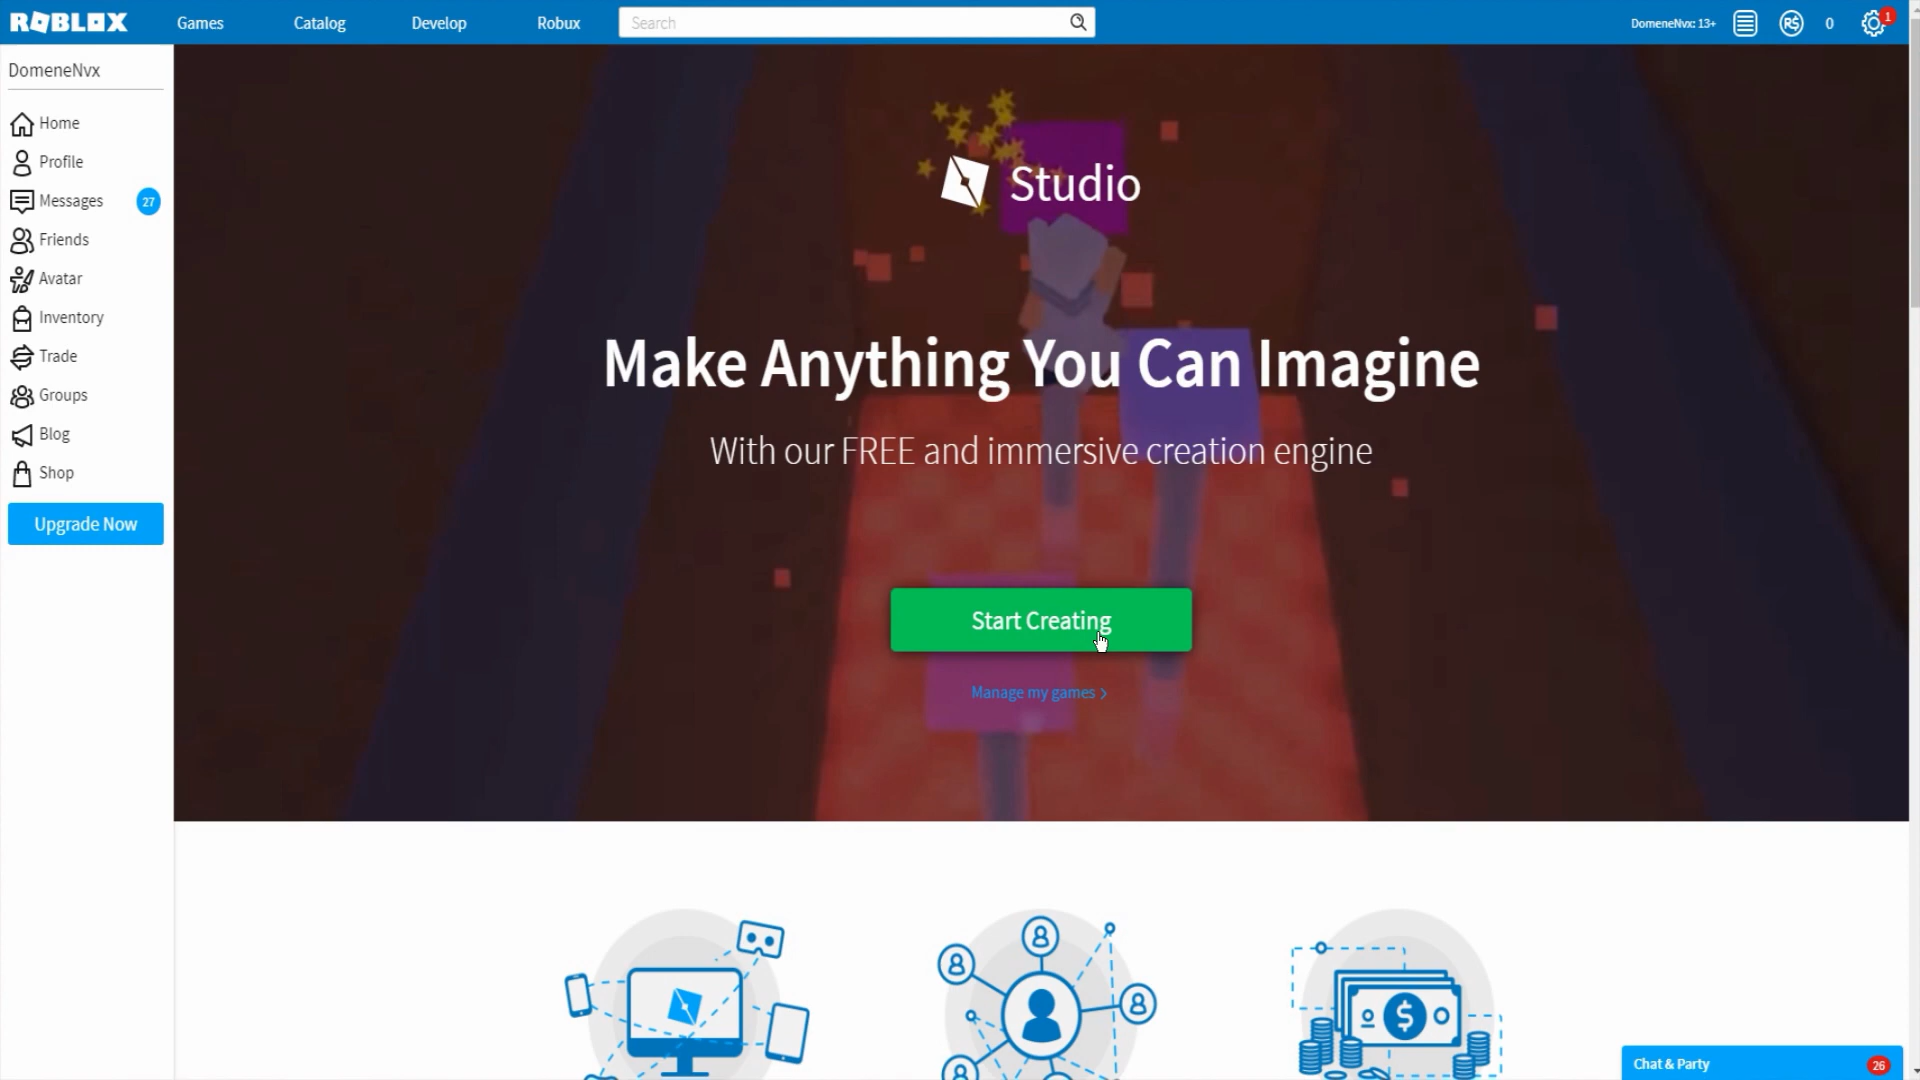 ROBLOX
Games
Catalog
Develop
Robux
Search
DomeneNvx: 13+
R$
0
1
DomeneNvx
Home
Profile
Messages
27
Friends
Avatar
Inventory
Trade
Groups
Blog
Shop
Upgrade Now
Studio
Make Anything You Can Imagine
With our FREE and immersive creation engine
Start Creating
Manage my games >
$
Chat & Party
26